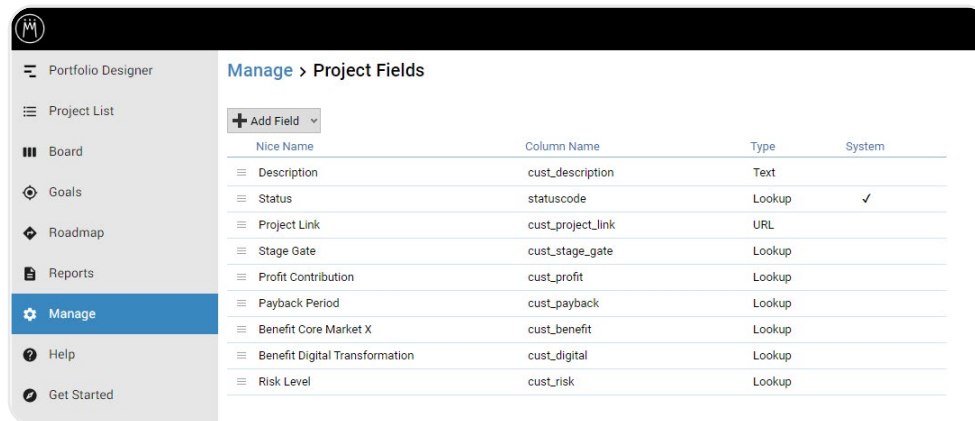 Portfolio Designer
Project List
Board
Goals
Roadmap
Reports
Manage
Help
Get Started
Manage > Project Fields
Add Field
Nice Name Column Name Type System
Description cust_description Text
Status statuscode Lookup ✓
Project Link cust_project_link URL
Stage Gate cust_stage_gate Lookup
Profit Contribution cust_profit Lookup
Payback Period cust_payback Lookup
Benefit Core Market X cust_benefit Lookup
Benefit Digital Transformation cust_digital Lookup
Risk Level cust_risk Lookup